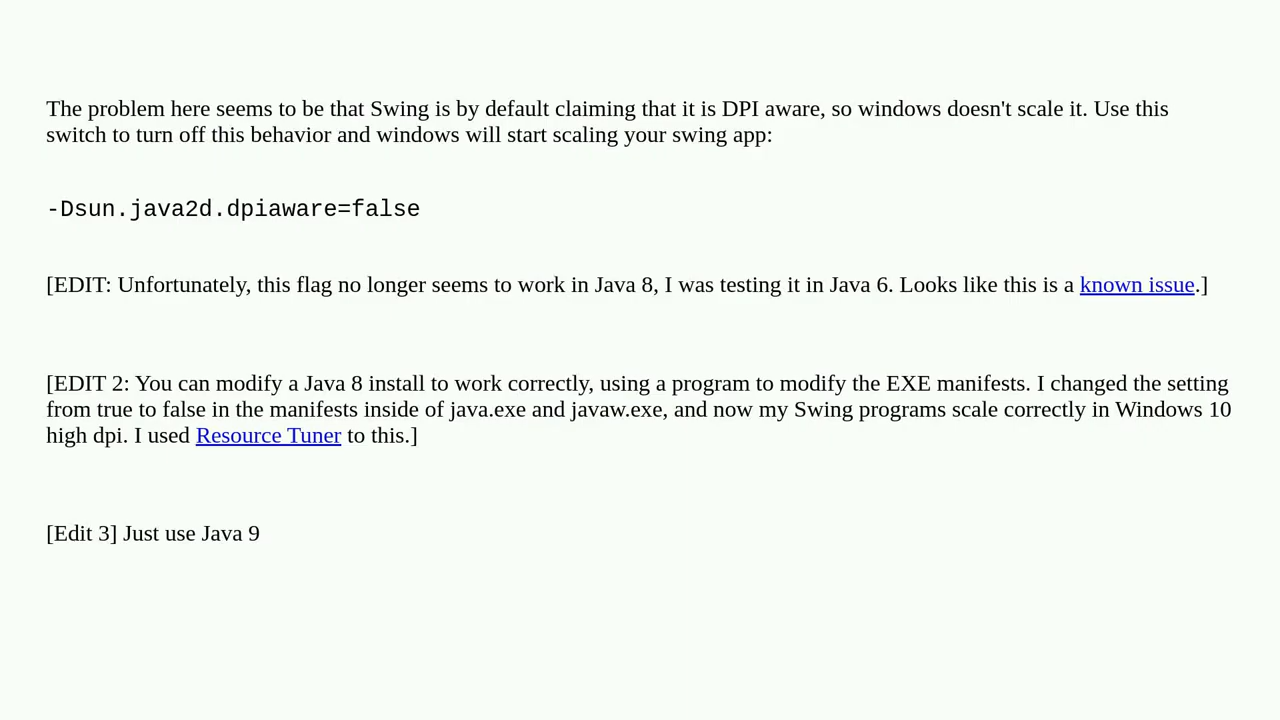 The problem here seems to be that Swing is by default claiming that it is DPI aware, so windows doesn't scale it. Use this
switch to turn off this behavior and windows will start scaling your swing app:
-Dsun.java2d.dpiaware=false
[EDIT: Unfortunately, this flag no longer seems to work in Java 8, I was testing it in Java 6. Looks like this is a known issue.]
[EDIT 2: You can modify a Java 8 install to work correctly, using a program to modify the EXE manifests. I changed the setting
from true to false in the manifests inside of java.exe and javaw.exe, and now my Swing programs scale correctly in Windows 10
high dpi. I used Resource Tuner to this.]
[Edit 3] Just use Java 9